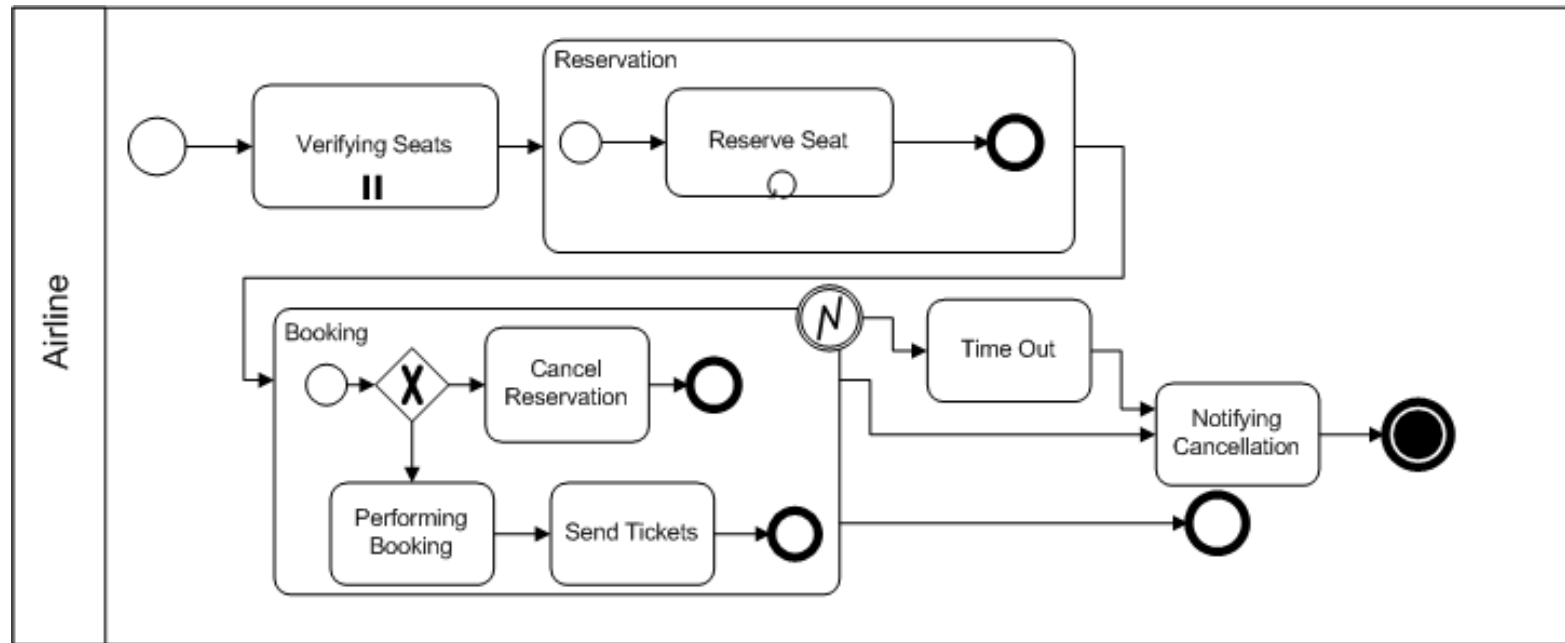 Airline
Reservation
Verifying Seats
Reserve Seat
Booking
Cancel
Reservation
Time Out
Notifying
Cancellation
Performing
Booking
Send Tickets